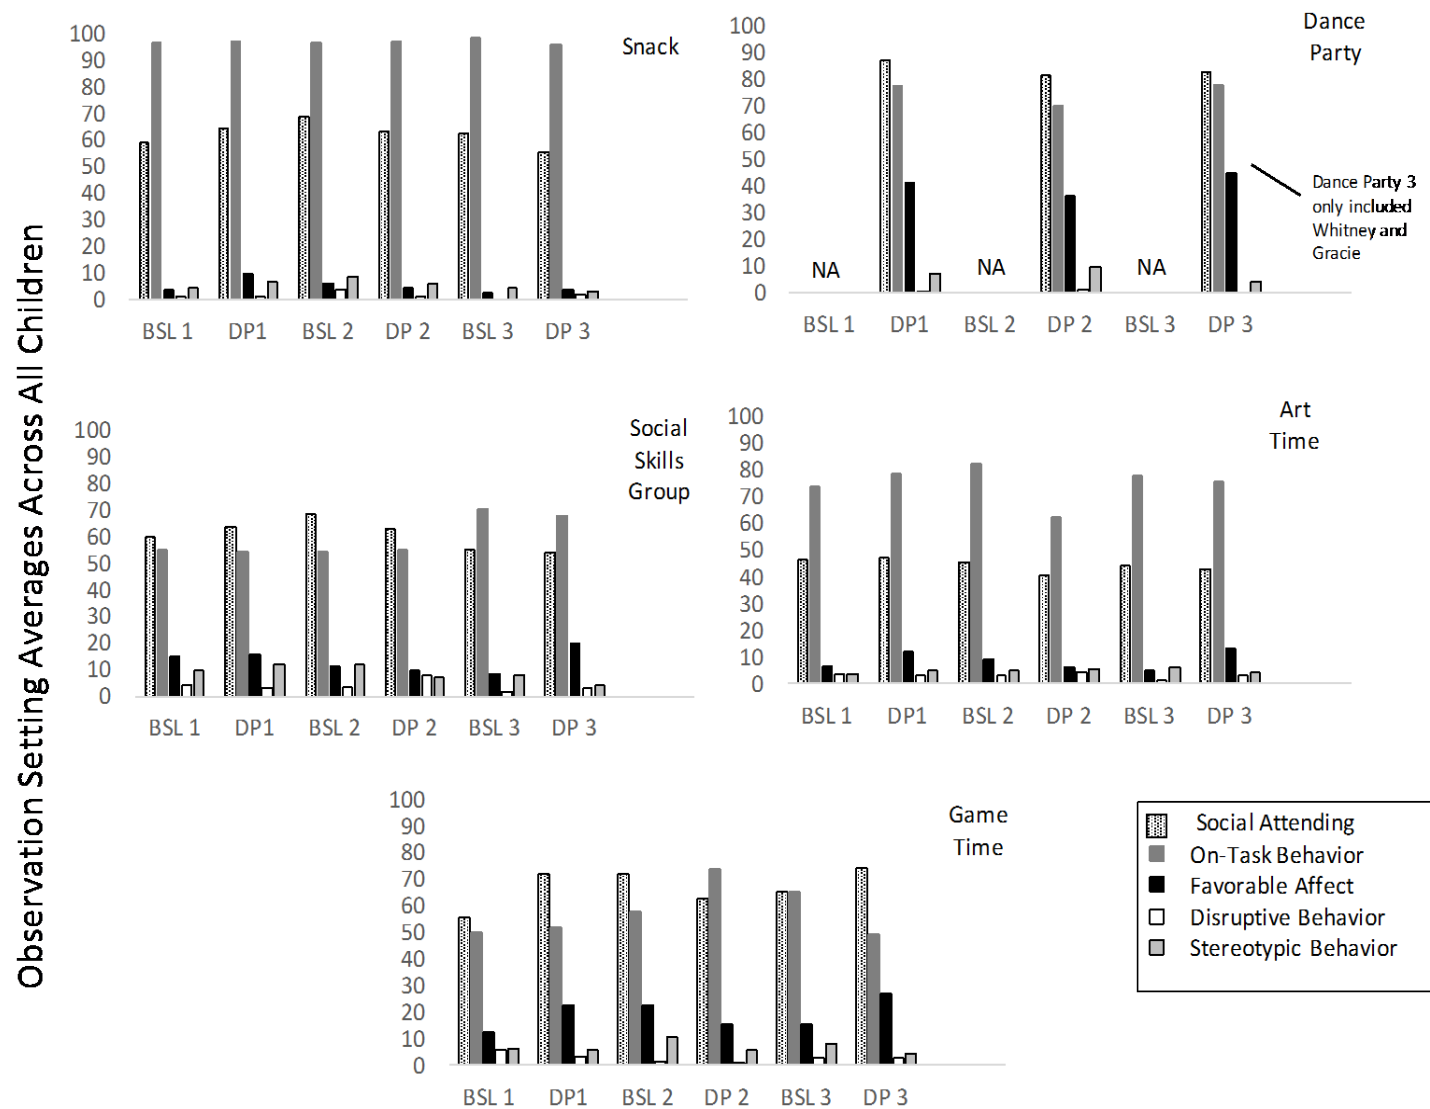 Observation Setting Averages Across All Children
Snack
100
90
80
70
60
50
40
30
20
10
0
BSL 1 DP1 BSL 2 DP 2 BSL 3 DP 3
Dance
Party
100
90
80
70
60
50
40
30
20
10
0
NA NA NA
Dance Party 3
only included
Whitney and
Gracie
BSL 1 DP1 BSL 2 DP 2 BSL 3 DP 3
Social
Skills
Group
100
90
80
70
60
50
40
30
20
10
0
BSL 1 DP1 BSL 2 DP 2 BSL 3 DP 3
Art
Time
100
90
80
70
60
50
40
30
20
10
0
BSL 1 DP1 BSL 2 DP 2 BSL 3 DP 3
Game
Time
100
90
80
70
60
50
40
30
20
10
0
BSL 1 DP1 BSL 2 DP 2 BSL 3 DP 3
Social Attending
On-Task Behavior
Favorable Affect
Disruptive Behavior
Stereotypic Behavior